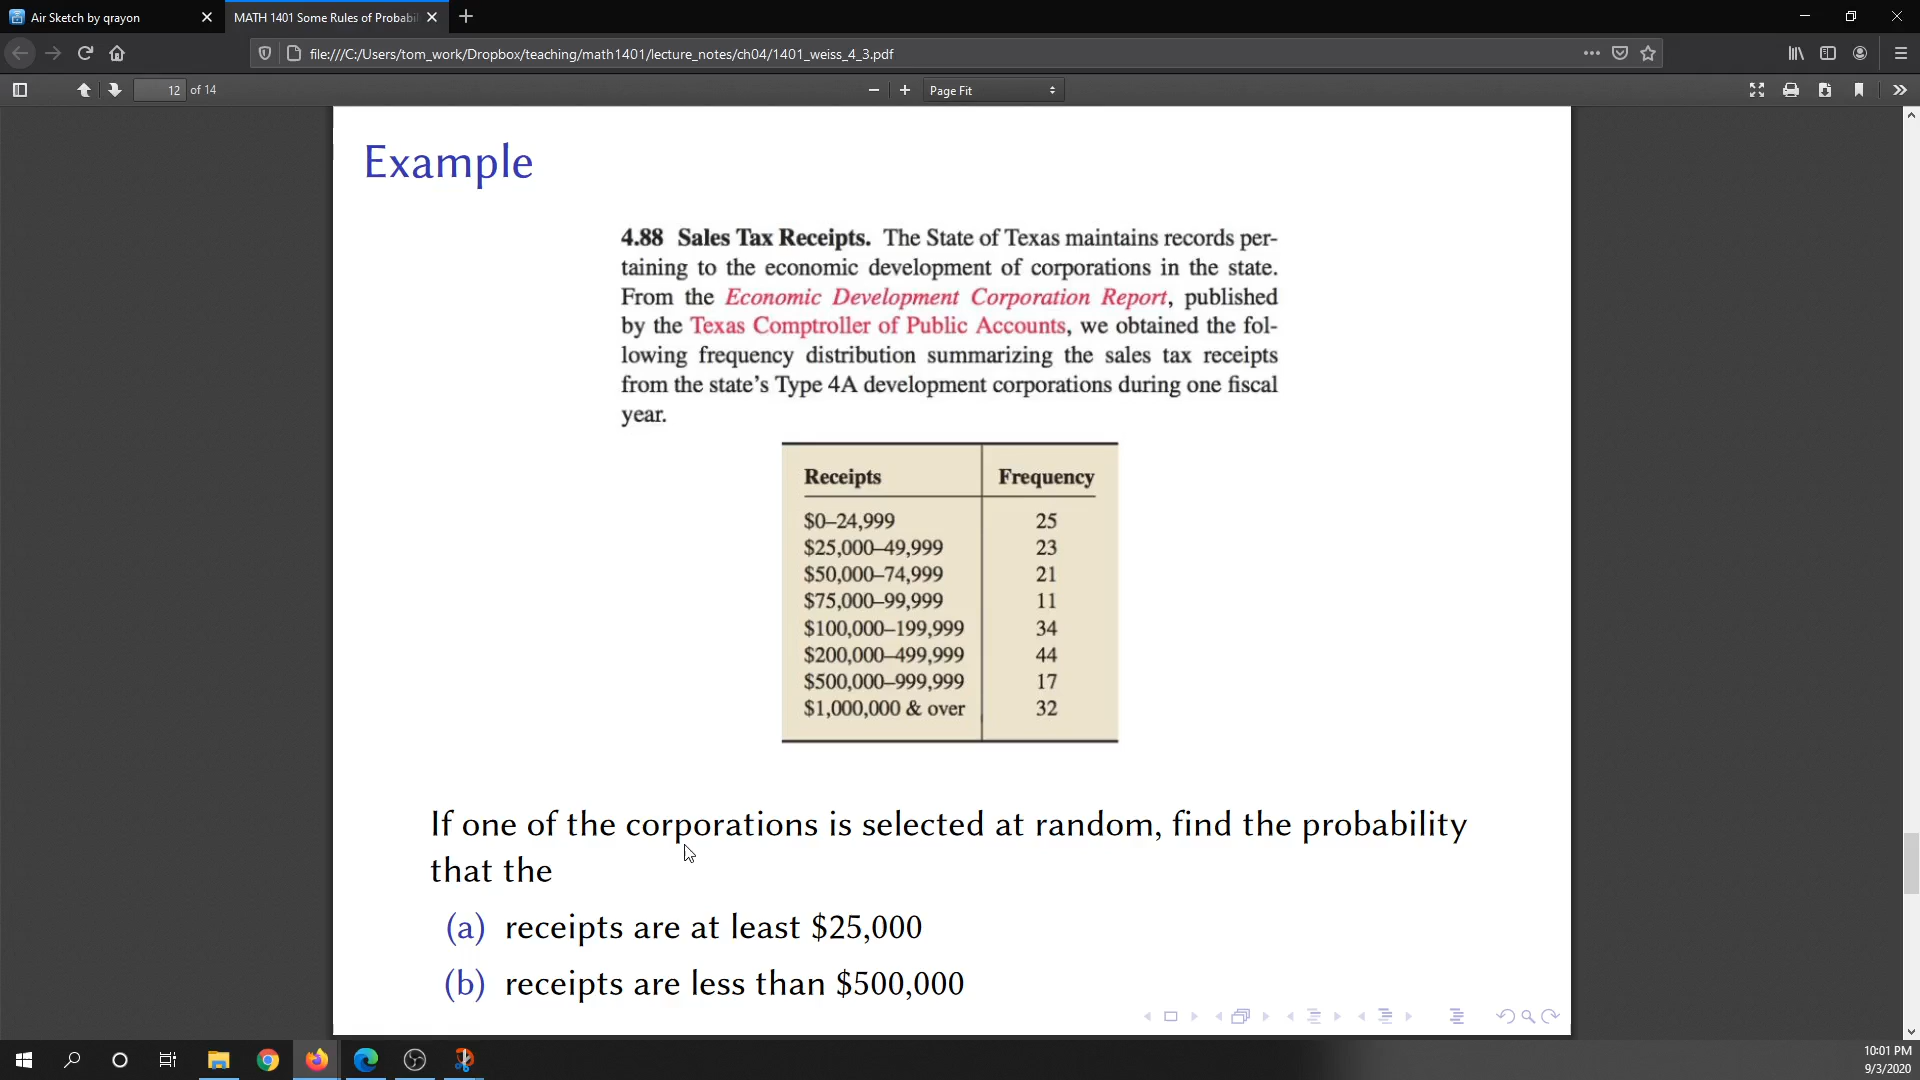 Air Sketch by qrayon
MATH 1401 Some Rules of Probabil
file:///C:/Users/tom_work/Dropbox/teaching/math1401/lecture_notes/ch04/1401_weiss_4_3.pdf
12 of 14
Page Fit
Example
4.88 Sales Tax Receipts. The State of Texas maintains records per-
taining to the economic development of corporations in the state.
From the Economic Development Corporation Report, published
by the Texas Comptroller of Public Accounts, we obtained the fol-
lowing frequency distribution summarizing the sales tax receipts
from the state's Type 4A development corporations during one fiscal
year.
Receipts Frequency
$0–24,999 25
$25,000–49,999 23
$50,000–74,999 21
$75,000–99,999 11
$100,000–199,999 34
$200,000–499,999 44
$500,000–999,999 17
$1,000,000 & over 32
If one of the corporations is selected at random, find the probability
that the
(a) receipts are at least $25,000
(b) receipts are less than $500,000
10:01 PM
9/3/2020